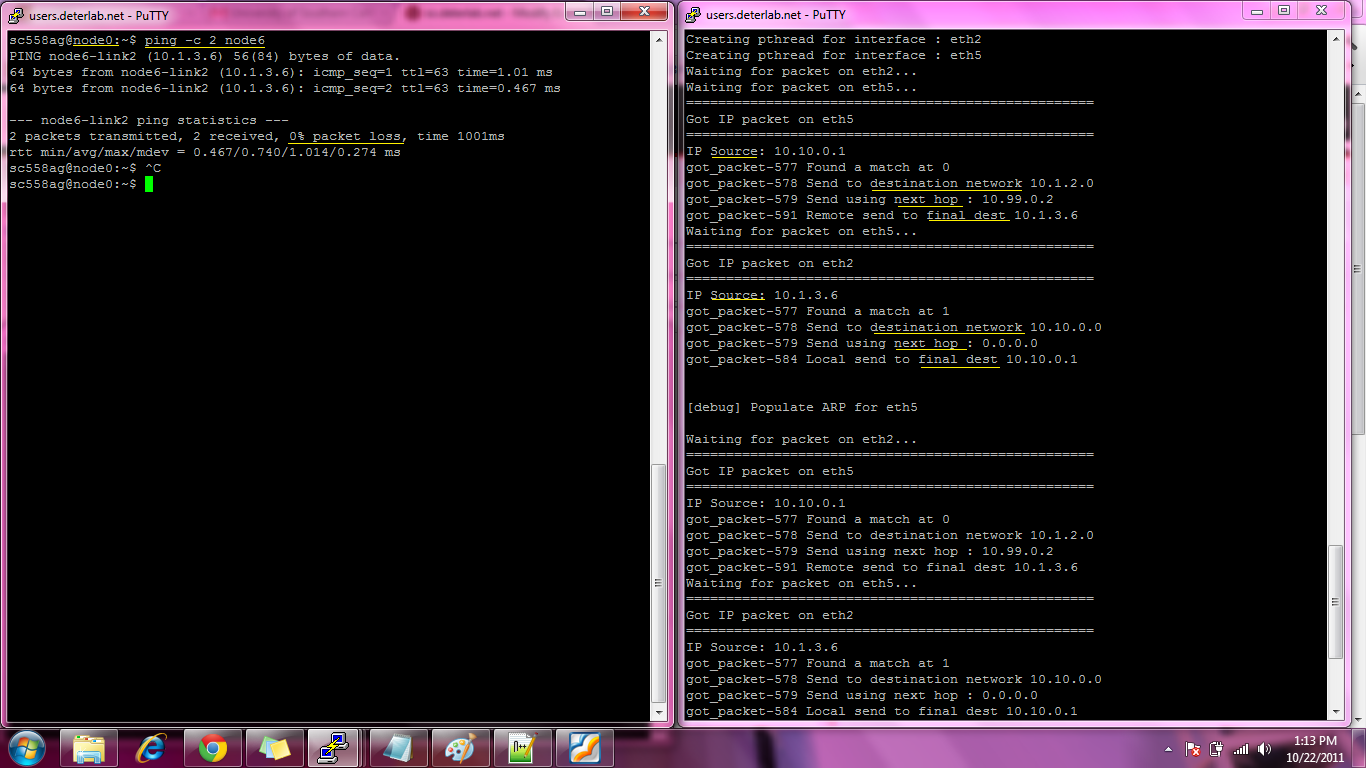 users.deterlab.net - PuTTY
sc558ag@node0:~$ ping -c 2 node6
PING node6-link2 (10.1.3.6) 56(84) bytes of data.
64 bytes from node6-link2 (10.1.3.6): icmp_seq=1 ttl=63 time=1.01 ms
64 bytes from node6-link2 (10.1.3.6): icmp_seq=2 ttl=63 time=0.467 ms
--- node6-link2 ping statistics ---
2 packets transmitted, 2 received, 0% packet loss, time 1001ms
rtt min/avg/max/mdev = 0.467/0.740/1.014/0.274 ms
sc558ag@node0:~$ ^C
sc558ag@node0:~$
users.deterlab.net - PuTTY
Creating pthread for interface : eth2
Creating pthread for interface : eth5
Waiting for packet on eth2...
Waiting for packet on eth5...
===================================================
Got IP packet on eth5
===================================================
IP Source: 10.10.0.1
got_packet-577 Found a match at 0
got_packet-578 Send to destination network 10.1.2.0
got_packet-579 Send using next hop : 10.99.0.2
got_packet-591 Remote send to final dest 10.1.3.6
Waiting for packet on eth5...
===================================================
Got IP packet on eth2
===================================================
IP Source: 10.1.3.6
got_packet-577 Found a match at 1
got_packet-578 Send to destination network 10.10.0.0
got_packet-579 Send using next hop : 0.0.0.0
got_packet-584 Local send to final dest 10.10.0.1
[debug] Populate ARP for eth5
Waiting for packet on eth2...
===================================================
Got IP packet on eth5
===================================================
IP Source: 10.10.0.1
got_packet-577 Found a match at 0
got_packet-578 Send to destination network 10.1.2.0
got_packet-579 Send using next hop : 10.99.0.2
got_packet-591 Remote send to final dest 10.1.3.6
Waiting for packet on eth5...
===================================================
Got IP packet on eth2
===================================================
IP Source: 10.1.3.6
got_packet-577 Found a match at 1
got_packet-578 Send to destination network 10.10.0.0
got_packet-579 Send using next hop : 0.0.0.0
got_packet-584 Local send to final dest 10.10.0.1
1:13 PM
10/22/2011